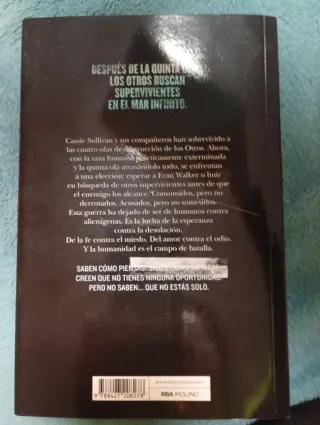 DESPUÉS DE LA QUINTA
LOS OTROS BUSCAN
SUPERVIVIENTES
EN EL MAR INFINITO.
Cassie Sullivan y sus compañeros han sobrevivido a
las cuatro olas de destrucción de los Otros. Ahora,
con la raza humana prácticamente exterminada
y la quinta ola arrasándolo todo, se enfrentan
a una elección: esperar a Evan Walker o huir
en búsqueda de otros supervivientes antes de que
el enemigo los alcance. Consumidos, pero no
derrotados. Acosados, pero no sometidos.
Esta guerra ha dejado de ser de humanos contra
alienígenas. Es la lucha de la esperanza
contra la desolación.
De la fe contra el miedo. Del amor contra el odio.
Y la humanidad es el campo de batalla.
SABEN CÓMO PIENSAS. SABEN CÓMO
CREEN QUE NO TIENES NINGUNA OPORTUNIDAD.
PERO NO SABEN... QUE NO ESTÁS SOLO.
RBA MOLINO
9 788427 208278